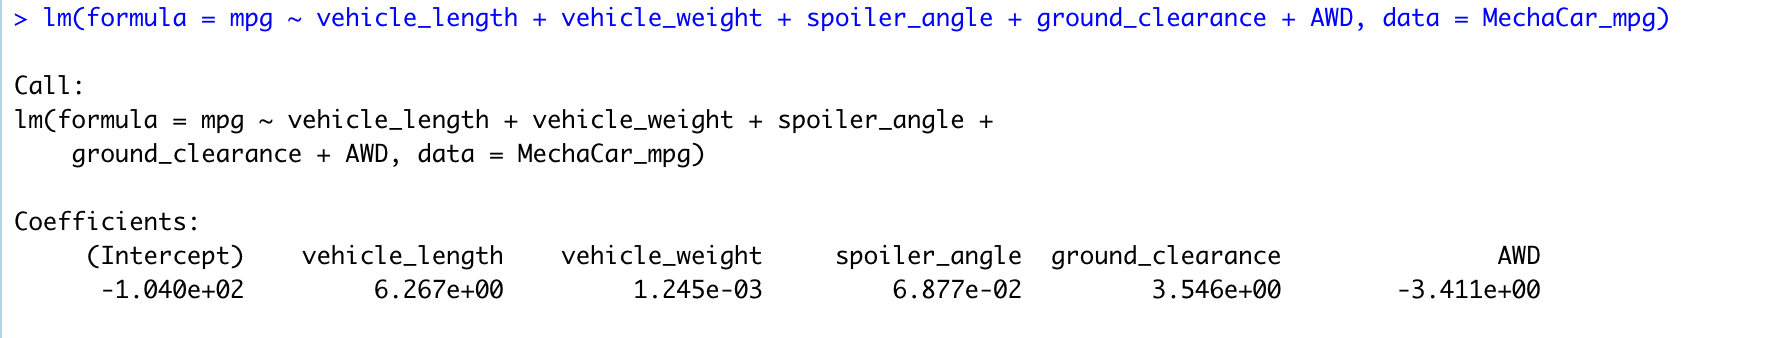 > lm(formula = mpg ~ vehicle_length + vehicle_weight + spoiler_angle + ground_clearance + AWD, data = MechaCar_mpg)
Call:
lm(formula = mpg ~ vehicle_length + vehicle_weight + spoiler_angle +
    ground_clearance + AWD, data = MechaCar_mpg)
Coefficients:
     (Intercept)    vehicle_length    vehicle_weight     spoiler_angle  ground_clearance               AWD
      -1.040e+02         6.267e+00         1.245e-03         6.877e-02         3.546e+00        -3.411e+00